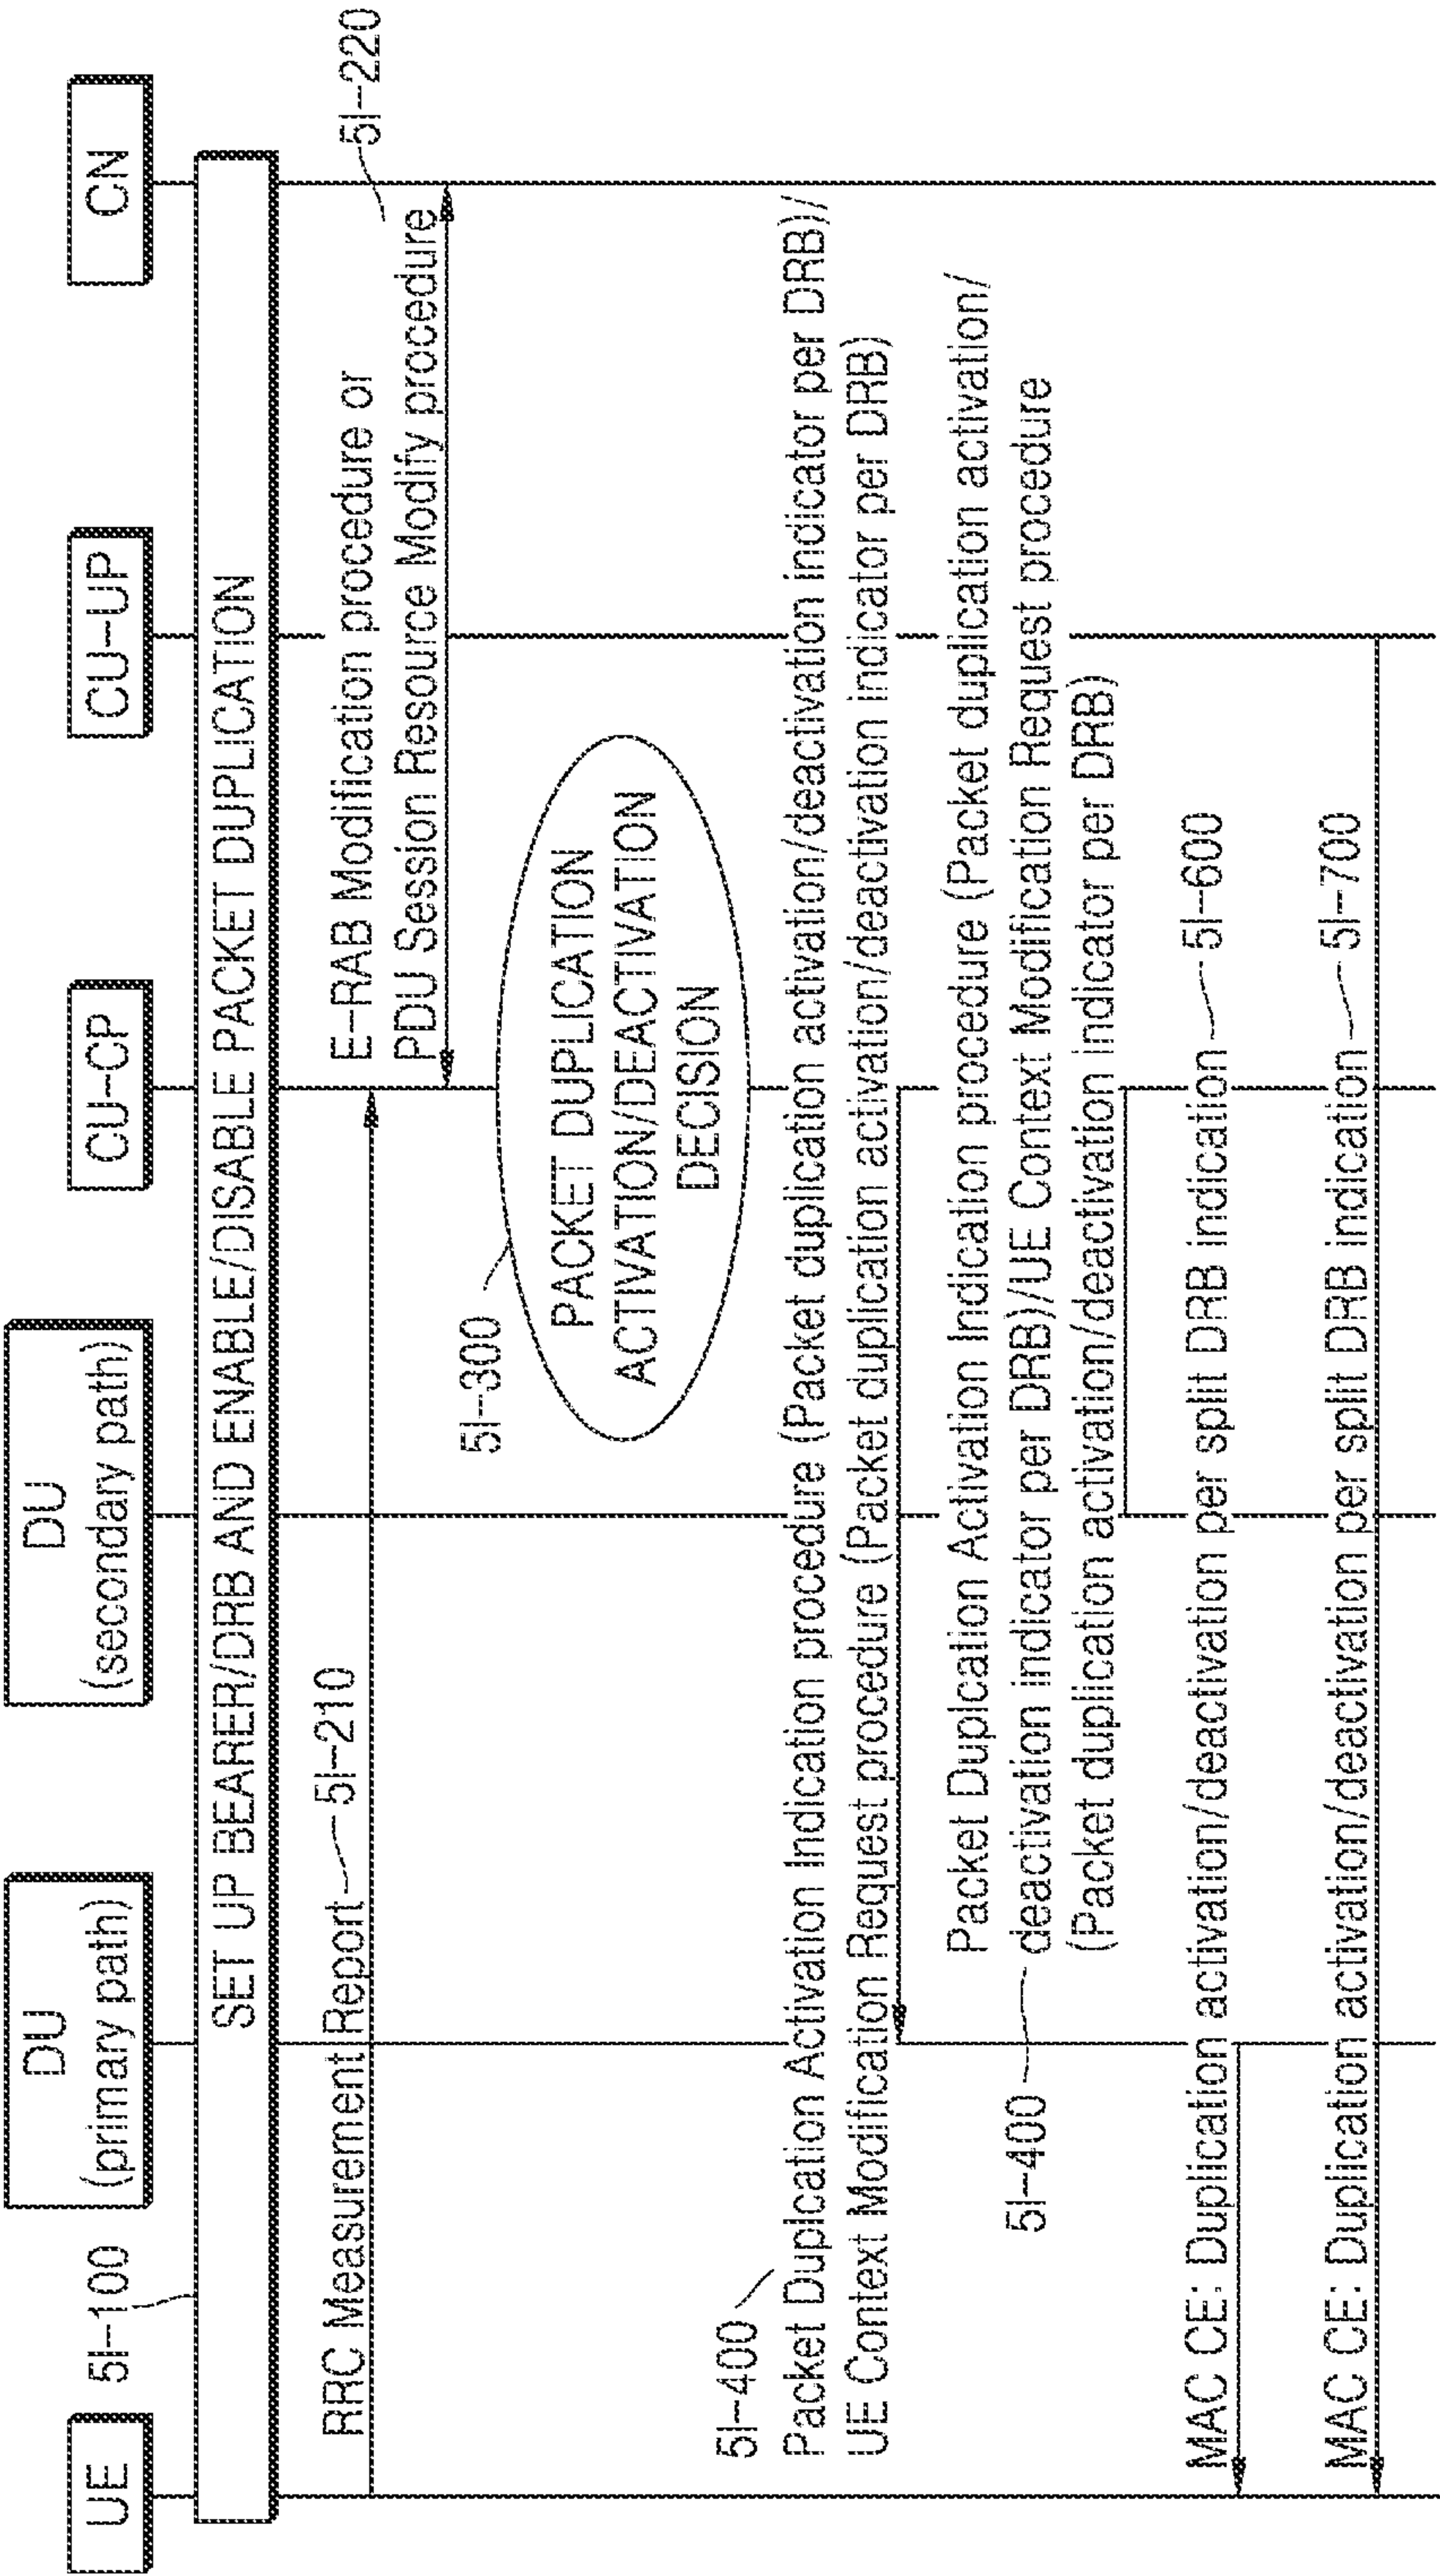 UE
DU
(primary path)
DU
(secondary path)
CU-CP
CU-UP
CN
5I-100
SET UP BEARER/DRB AND ENABLE/DISABLE PACKET DUPLICATION
RRC Measurement Report
5I-210
E-RAB Modification procedure or
PDU Session Resource Modify procedure
5I-220
5I-300
PACKET DUPLICATION
ACTIVATION/DEACTIVATION
DECISION
5I-400
Packet Duplcation Activation Indication procedure (Packet duplication activation/deactivation indicator per DRB)/
UE Context Modification Request procedure (Packet duplication activation/deactivation indicator per DRB)
5I-400
Packet Duplcation Activation Indication procedure (Packet duplication activation/
deactivation indicator per DRB)/UE Context Modification Request procedure
(Packet duplication activation/deactivation indicator per DRB)
MAC CE: Duplication activation/deactivation per split DRB indication
5I-600
MAC CE: Duplication activation/deactivation per split DRB indication
5I-700